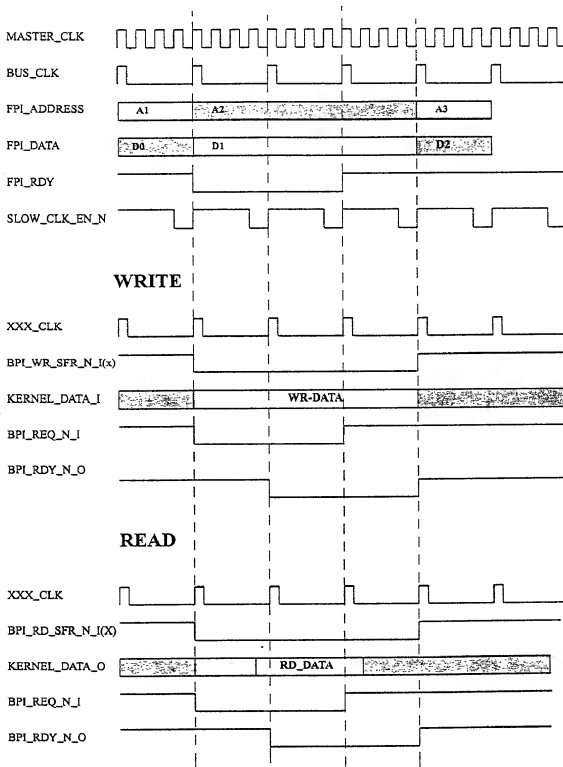 MASTER_CLK
BUS_CLK
FPI_ADDRESS A1 A2 A3
FPI_DATA D0 D1 D2
FPI_RDY
SLOW_CLK_EN_N
WRITE
XXX_CLK
BPI_WR_SFR_N_I(x)
KERNEL_DATA_I WR-DATA
BPI_REQ_N_I
BPI_RDY_N_O
READ
XXX_CLK
BPI_RD_SFR_N_I(X)
KERNEL_DATA_O RD_DATA
BPI_REQ_N_I
BPI_RDY_N_O